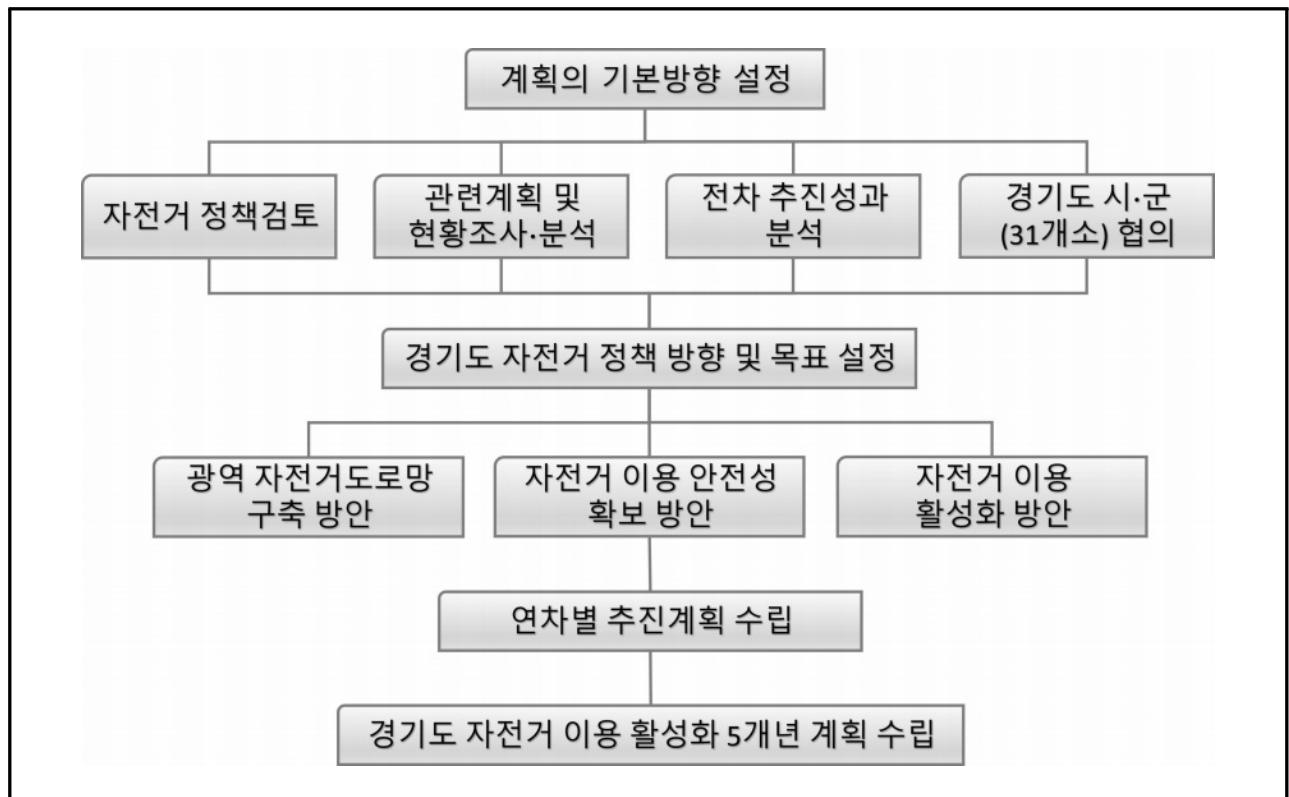 계획의 기본방향 설정
자전거 정책검토
관련계획 및
현황조사·분석
전차 추진성과
분석
경기도 시·군
(31개소) 협의
경기도 자전거 정책 방향 및 목표 설정
광역 자전거도로망
구축 방안
자전거 이용 안전성
확보 방안
자전거 이용
활성화 방안
연차별 추진계획 수립
경기도 자전거 이용 활성화 5개년 계획 수립